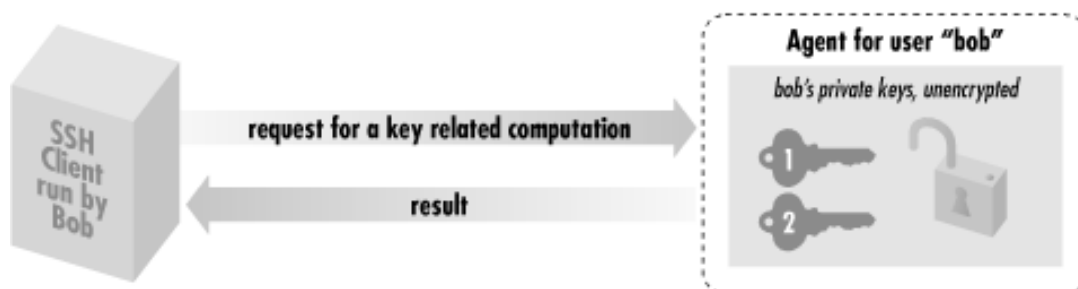 SSH
Client
run by
Bob
request for a key related computation
result
Agent for user “bob”
bob’s private keys, unencrypted
1
2